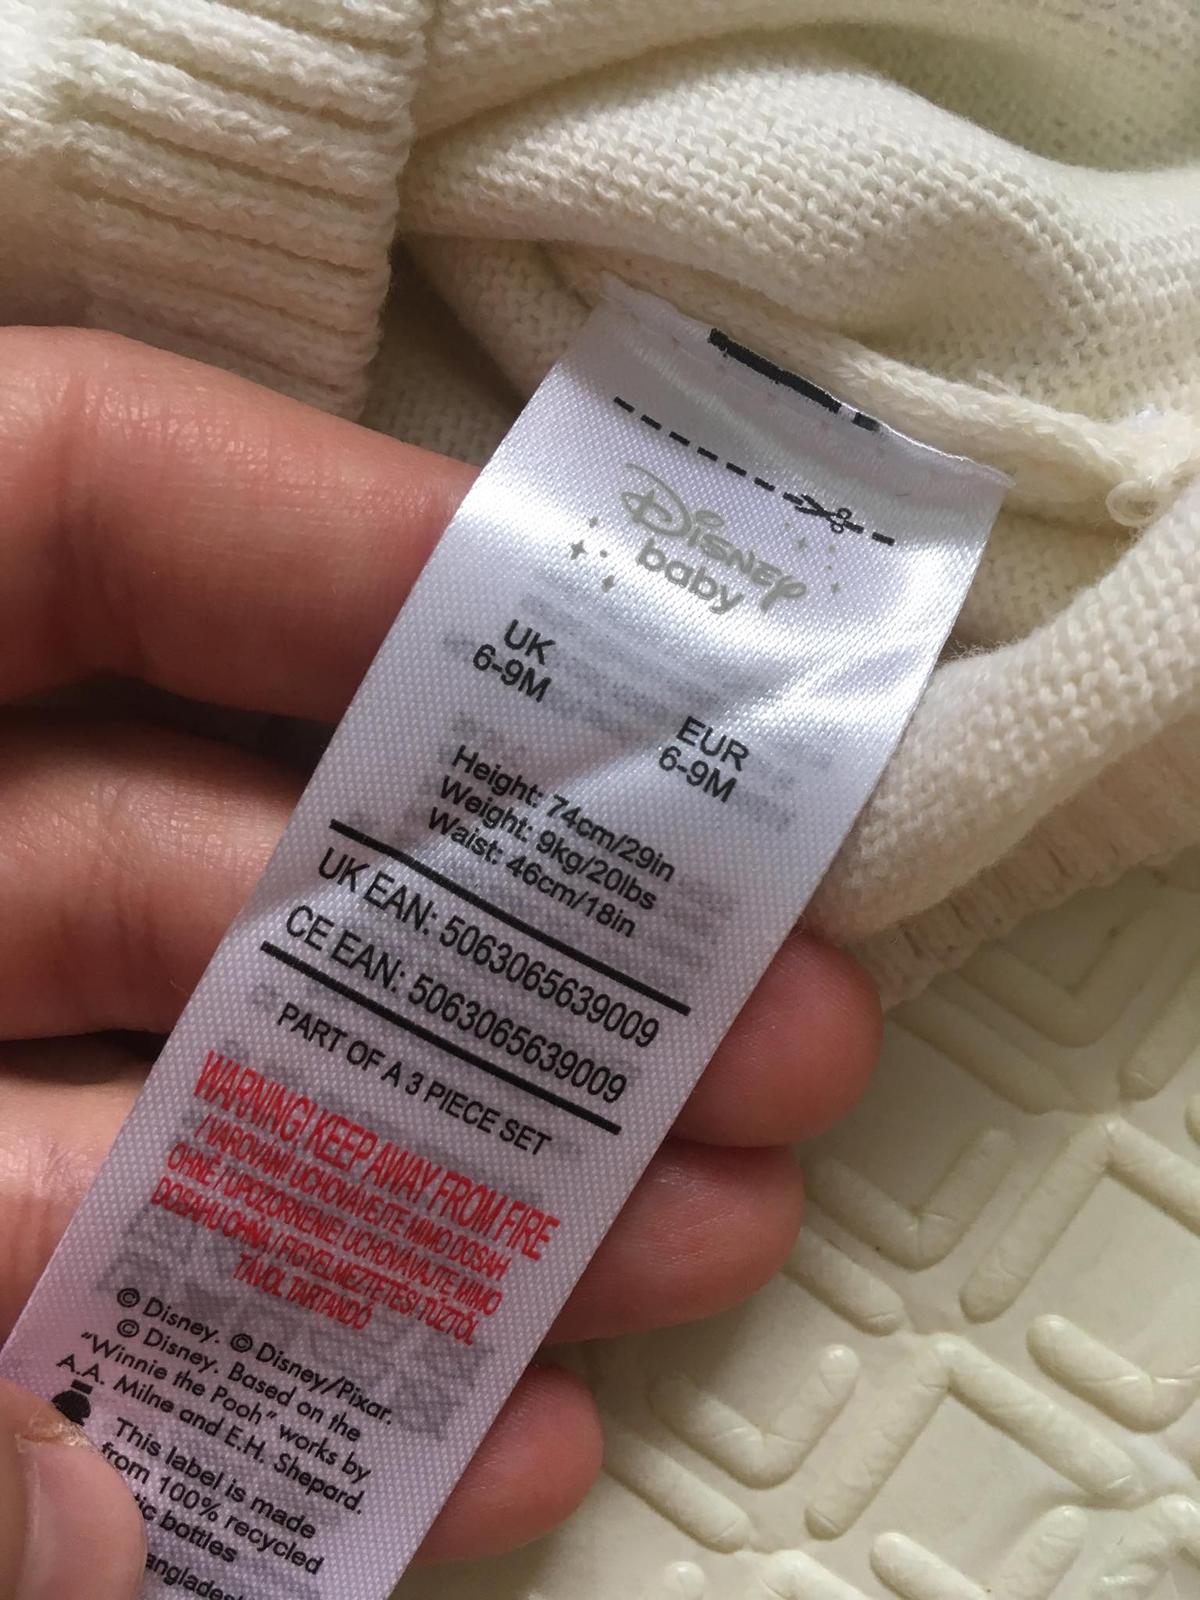 Disney
baby
UK
6-9M
EUR
6-9M
Height: 74cm/29in
Weight: 9kg/20lbs
Waist: 46cm/18in
UK EAN: 5063065639009
CE EAN: 5063065639009
PART OF A 3 PIECE SET
WARNING! KEEP AWAY FROM FIRE
/ VAROVÁNÍ! UCHOVÁVEJTE MIMO DOSAH
OHNĚ / UPOZORNENIE! UCHOVÁVAJTE MIMO
DOSAHU OHŇA / FIGYELMEZTETÉS! TŰZTŐL
TÁVOL TARTANDÓ
© Disney. © Disney/Pixar.
© Disney. Based on the
"Winnie the Pooh" works by
A.A. Milne and E.H. Shepard.
This label is made
from 100% recycled
bottles